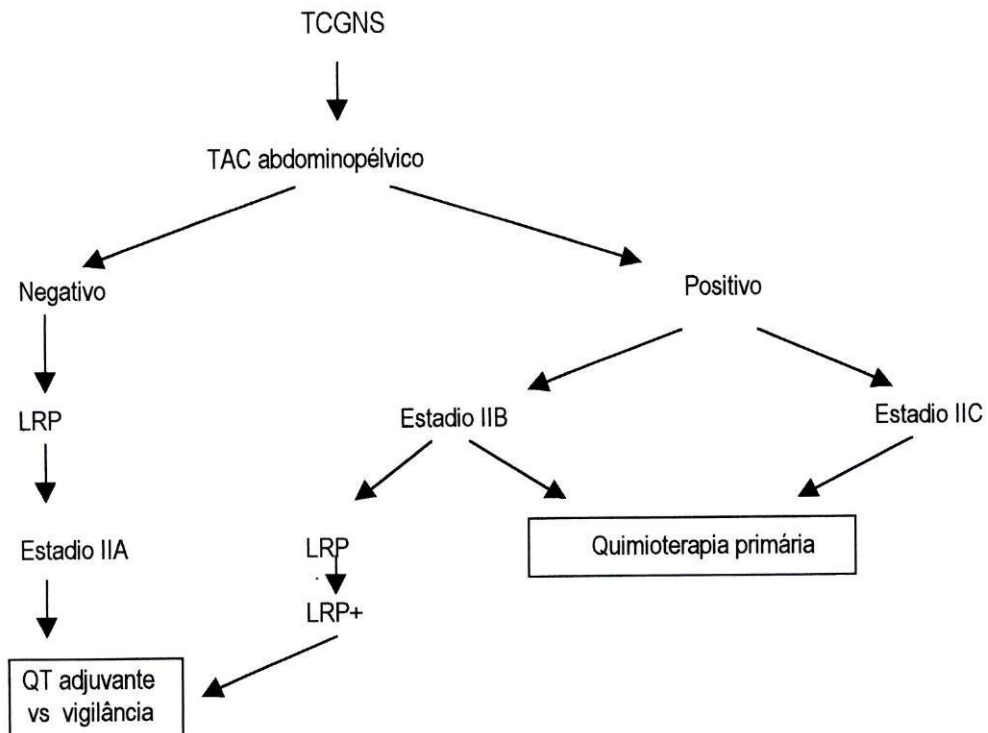 TCGNS
TAC abdominopélvico
Negativo
Positivo
LRP
Estadio IIB
Estadio IIC
Estadio IIA
LRP
Quimioterapia primária
LRP+
QT adjuvante
vs vigilância